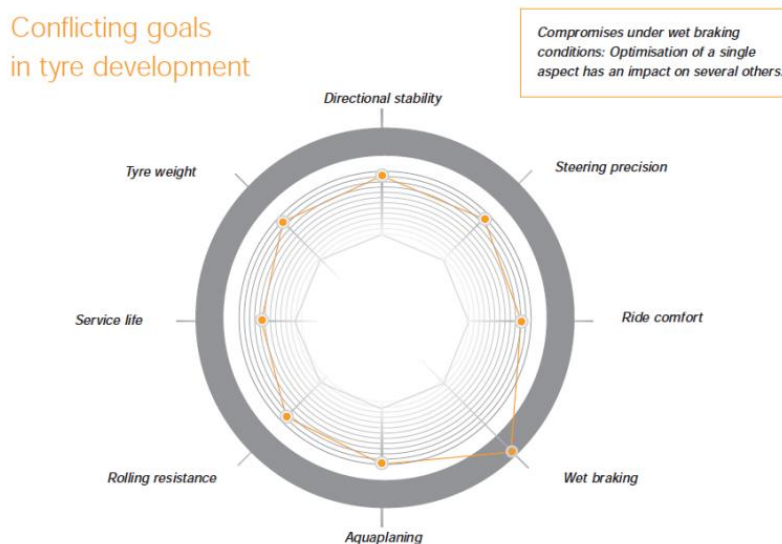 Conflicting goals
in tyre development
Compromises under wet braking
conditions: Optimisation of a single
aspect has an impact on several others.
Directional stability
Tyre weight
Steering precision
Service life
Ride comfort
Rolling resistance
Wet braking
Aquaplaning